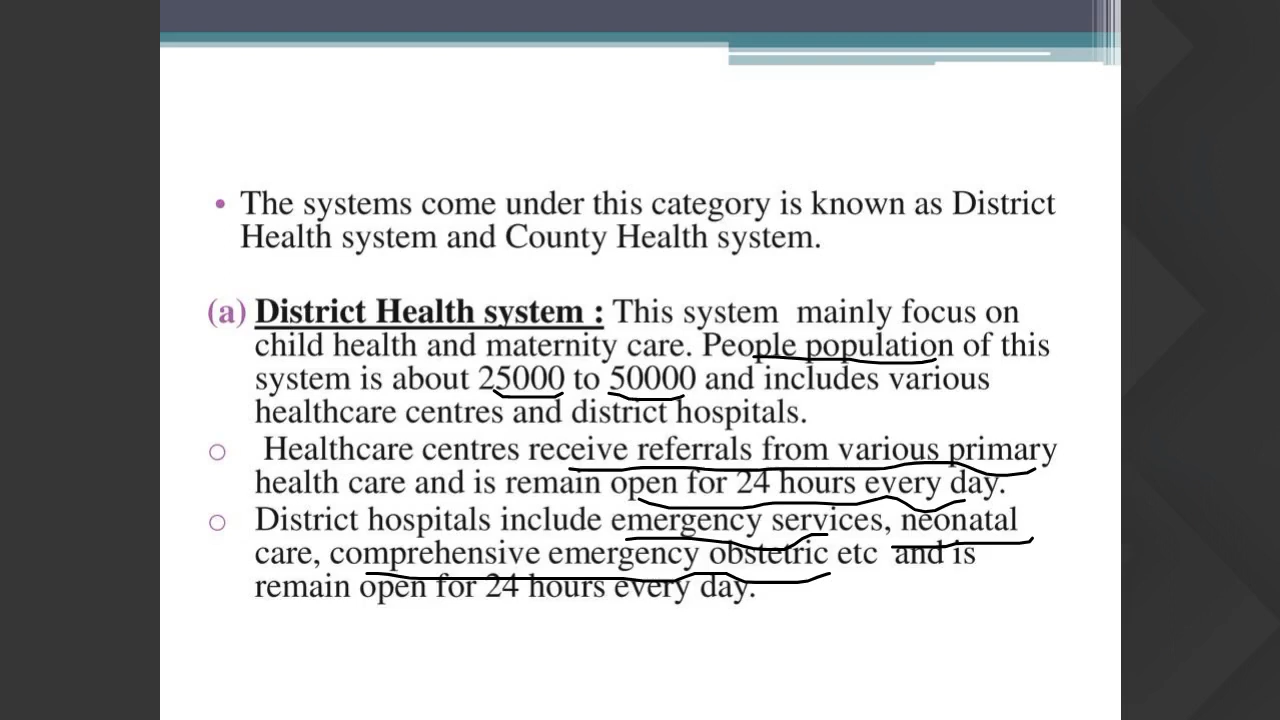 • The systems come under this category is known as District
Health system and County Health system.
(a) District Health system : This system mainly focus on
child health and maternity care. People population of this
system is about 25000 to 50000 and includes various
healthcare centres and district hospitals.
○ Healthcare centres receive referrals from various primary
health care and is remain open for 24 hours every day.
○ District hospitals include emergency services, neonatal
care, comprehensive emergency obstetric etc and is
remain open for 24 hours every day.